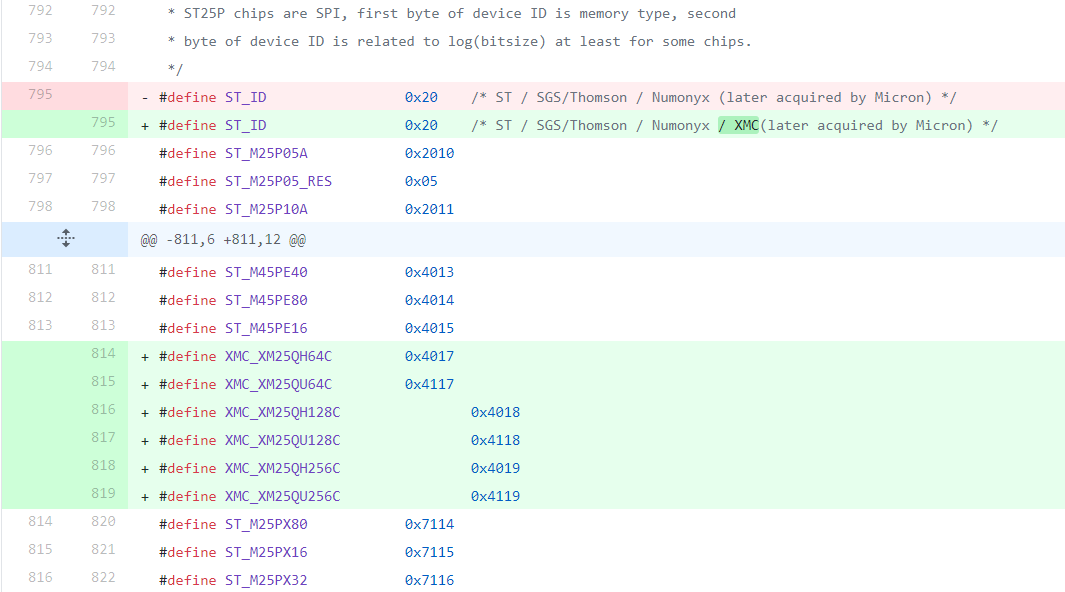 792 792 * ST25P chips are SPI, first byte of device ID is memory type, second
793 793 * byte of device ID is related to log(bitsize) at least for some chips.
794 794 */
795 - #define ST_ID 0x20 /* ST / SGS/Thomson / Numonyx (later acquired by Micron) */
795 + #define ST_ID 0x20 /* ST / SGS/Thomson / Numonyx / XMC(later acquired by Micron) */
796 796 #define ST_M25P05A 0x2010
797 797 #define ST_M25P05_RES 0x05
798 798 #define ST_M25P10A 0x2011
@@ -811,6 +811,12 @@
811 811 #define ST_M45PE40 0x4013
812 812 #define ST_M45PE80 0x4014
813 813 #define ST_M45PE16 0x4015
814 + #define XMC_XM25QH64C 0x4017
815 + #define XMC_XM25QU64C 0x4117
816 + #define XMC_XM25QH128C 0x4018
817 + #define XMC_XM25QU128C 0x4118
818 + #define XMC_XM25QH256C 0x4019
819 + #define XMC_XM25QU256C 0x4119
814 820 #define ST_M25PX80 0x7114
815 821 #define ST_M25PX16 0x7115
816 822 #define ST_M25PX32 0x7116